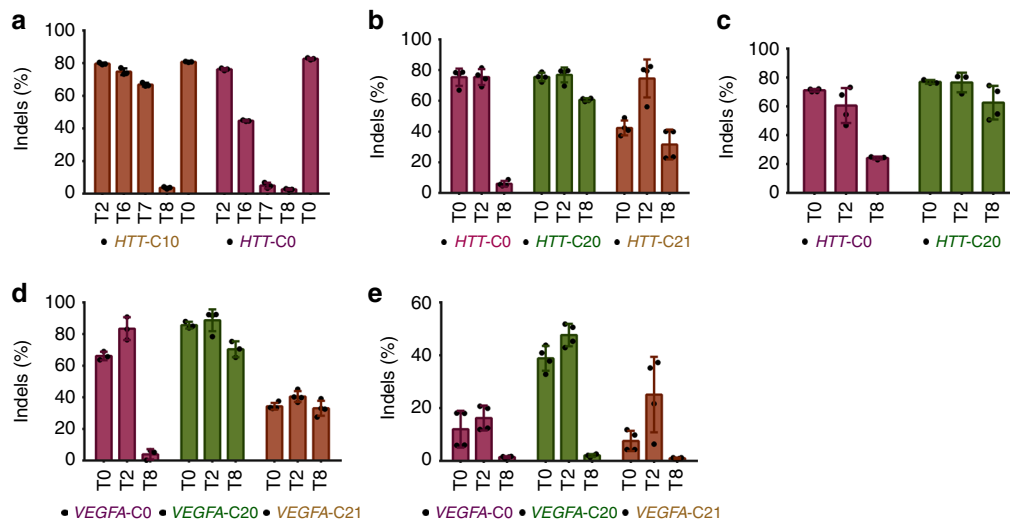 a
Indels (%)
100
80
60
40
20
0
T2 T6 T7 T8 T0 T2 T6 T7 T8 T0
• HTT-C10 • HTT-C0
b
Indels (%)
100
80
60
40
20
0
T0 T2 T8 T0 T2 T8 T0 T2 T8
• HTT-C0 • HTT-C20 • HTT-C21
c
Indels (%)
100
80
60
40
20
0
T0 T2 T8 T0 T2 T8
• HTT-C0 • HTT-C20
d
Indels (%)
100
80
60
40
20
0
T0 T2 T8 T0 T2 T8 T0 T2 T8
• VEGFA-C0 • VEGFA-C20 • VEGFA-C21
e
Indels (%)
60
40
20
0
T0 T2 T8 T0 T2 T8 T0 T2 T8
• VEGFA-C0 • VEGFA-C20 • VEGFA-C21